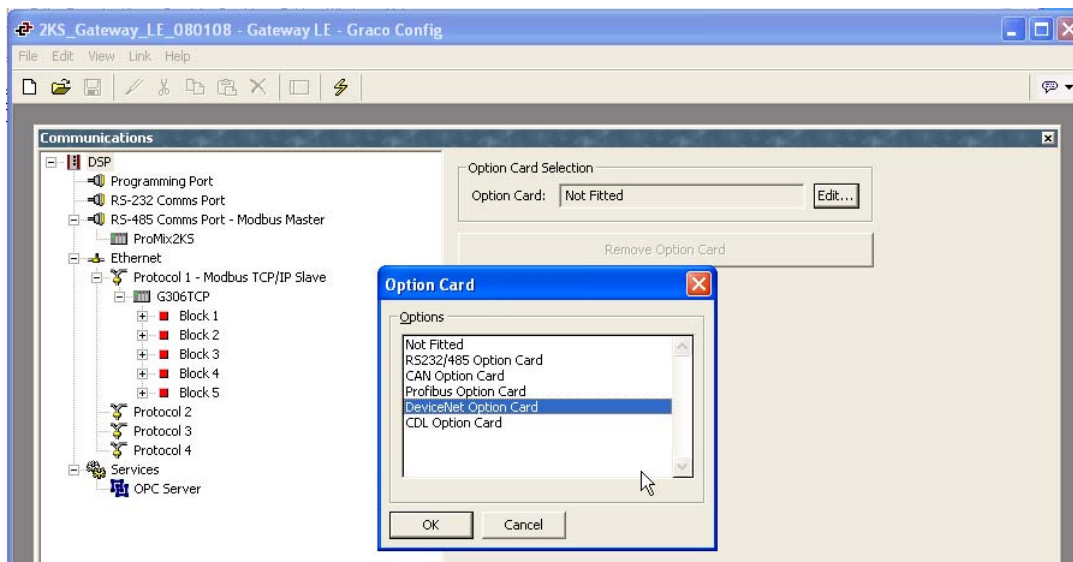 2KS_Gateway_LE_080108 - Gateway LE - Graco Config
File Edit View Link Help
Communications
DSP
Programming Port
RS-232 Comms Port
RS-485 Comms Port - Modbus Master
ProMix2KS
Ethernet
Protocol 1 - Modbus TCP/IP Slave
G306TCP
Block 1
Block 2
Block 3
Block 4
Block 5
Protocol 2
Protocol 3
Protocol 4
Services
OPC Server
Option Card Selection
Option Card: Not Fitted Edit...
Remove Option Card
Option Card
Options
Not Fitted
RS232/485 Option Card
CAN Option Card
Profibus Option Card
DeviceNet Option Card
CDL Option Card
OK Cancel